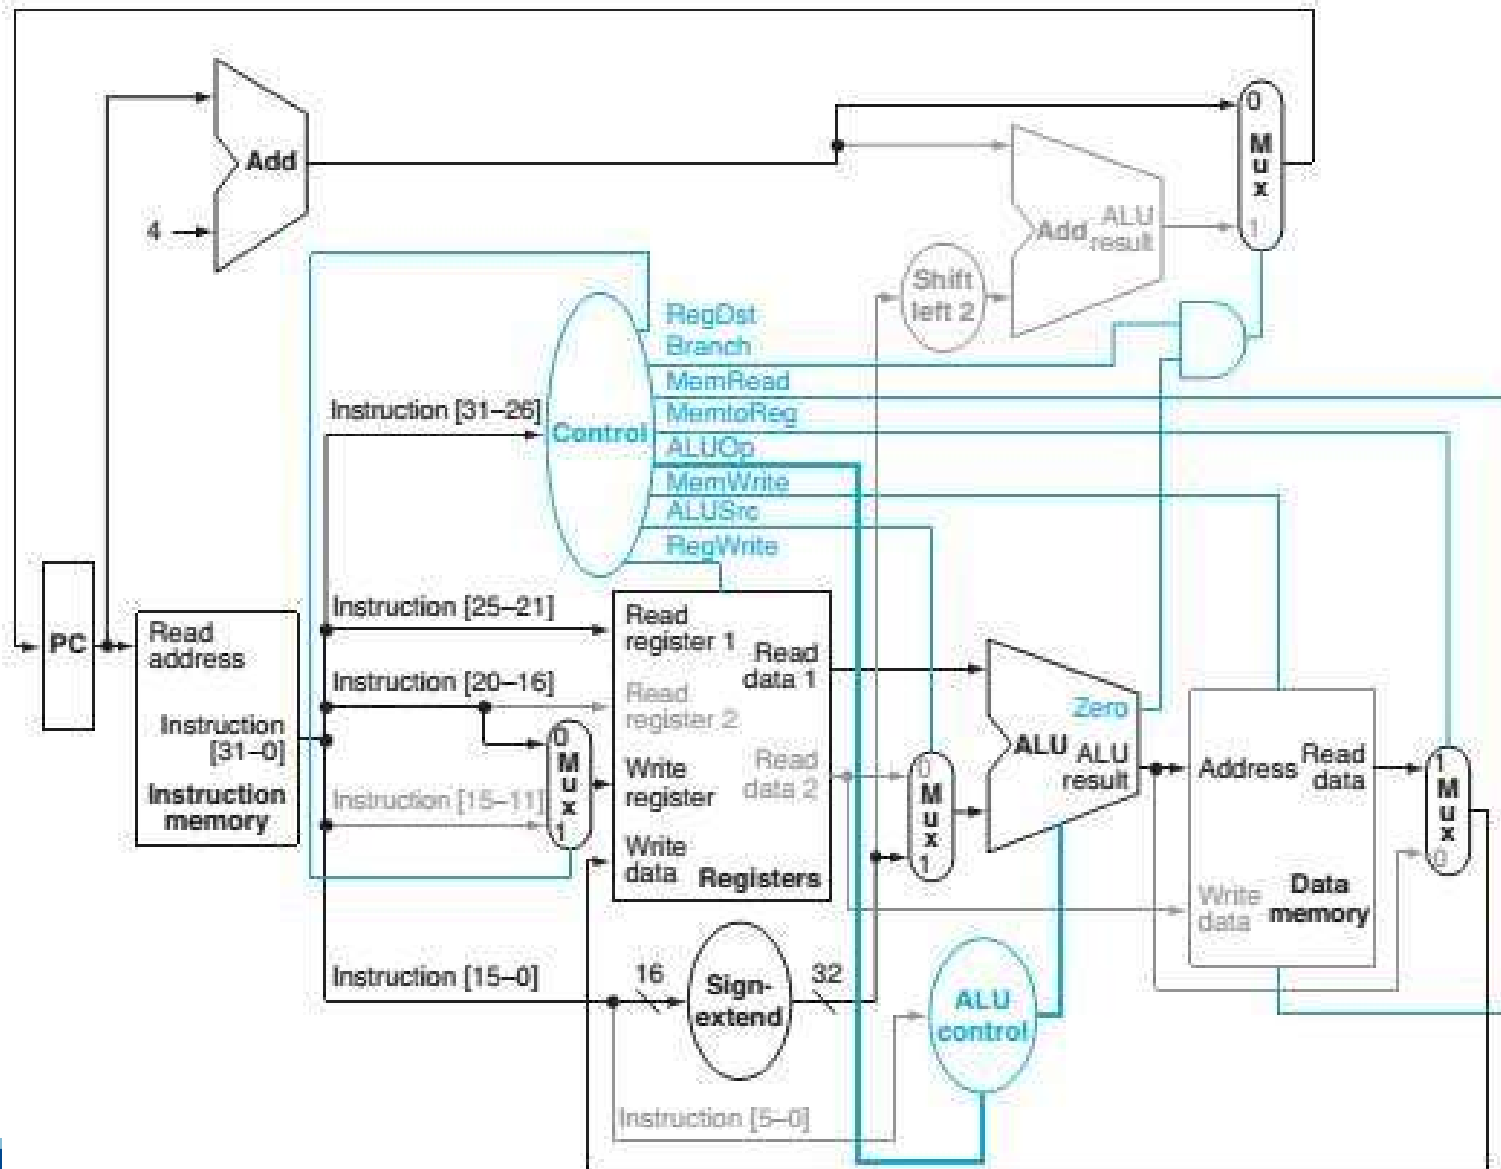 Add
4
0
M
u
x
1
Add
ALU
result
Shift
left 2
RegDst
Branch
MemRead
MemtoReg
ALUOp
MemWrite
ALUSrc
RegWrite
Control
Instruction [31–26]
Instruction [25–21]
Instruction [20–16]
Instruction [15–11]
Instruction [15–0]
Instruction [5–0]
PC
Read
address
Instruction
[31–0]
Instruction
memory
0
M
u
x
1
Read
register 1
Read
register 2
Write
register
Write
data
Read
data 1
Read
data 2
Registers
16
Sign-
extend
32
0
M
u
x
1
Zero
ALU
ALU
result
ALU
control
Address
Read
data
Write
data
Data
memory
1
M
u
x
0